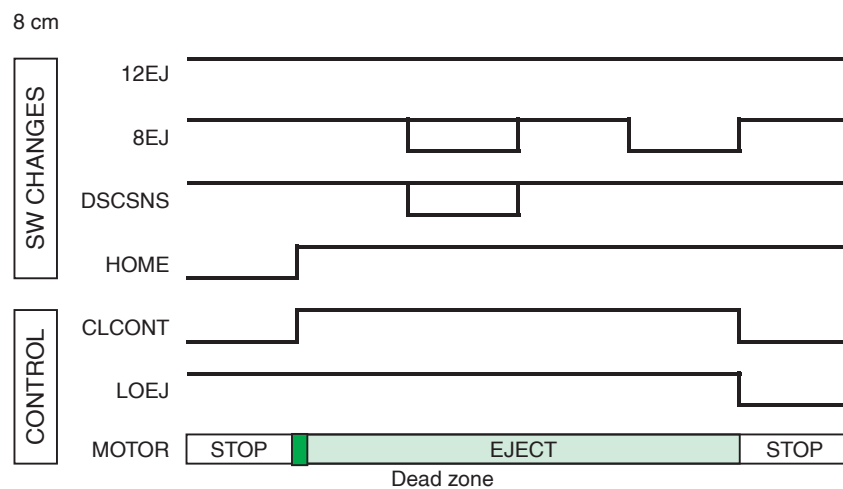 8 cm
SW CHANGES
12EJ
8EJ
DSCSNS
HOME
CONTROL
CLCONT
LOEJ
MOTOR STOP EJECT STOP
Dead zone